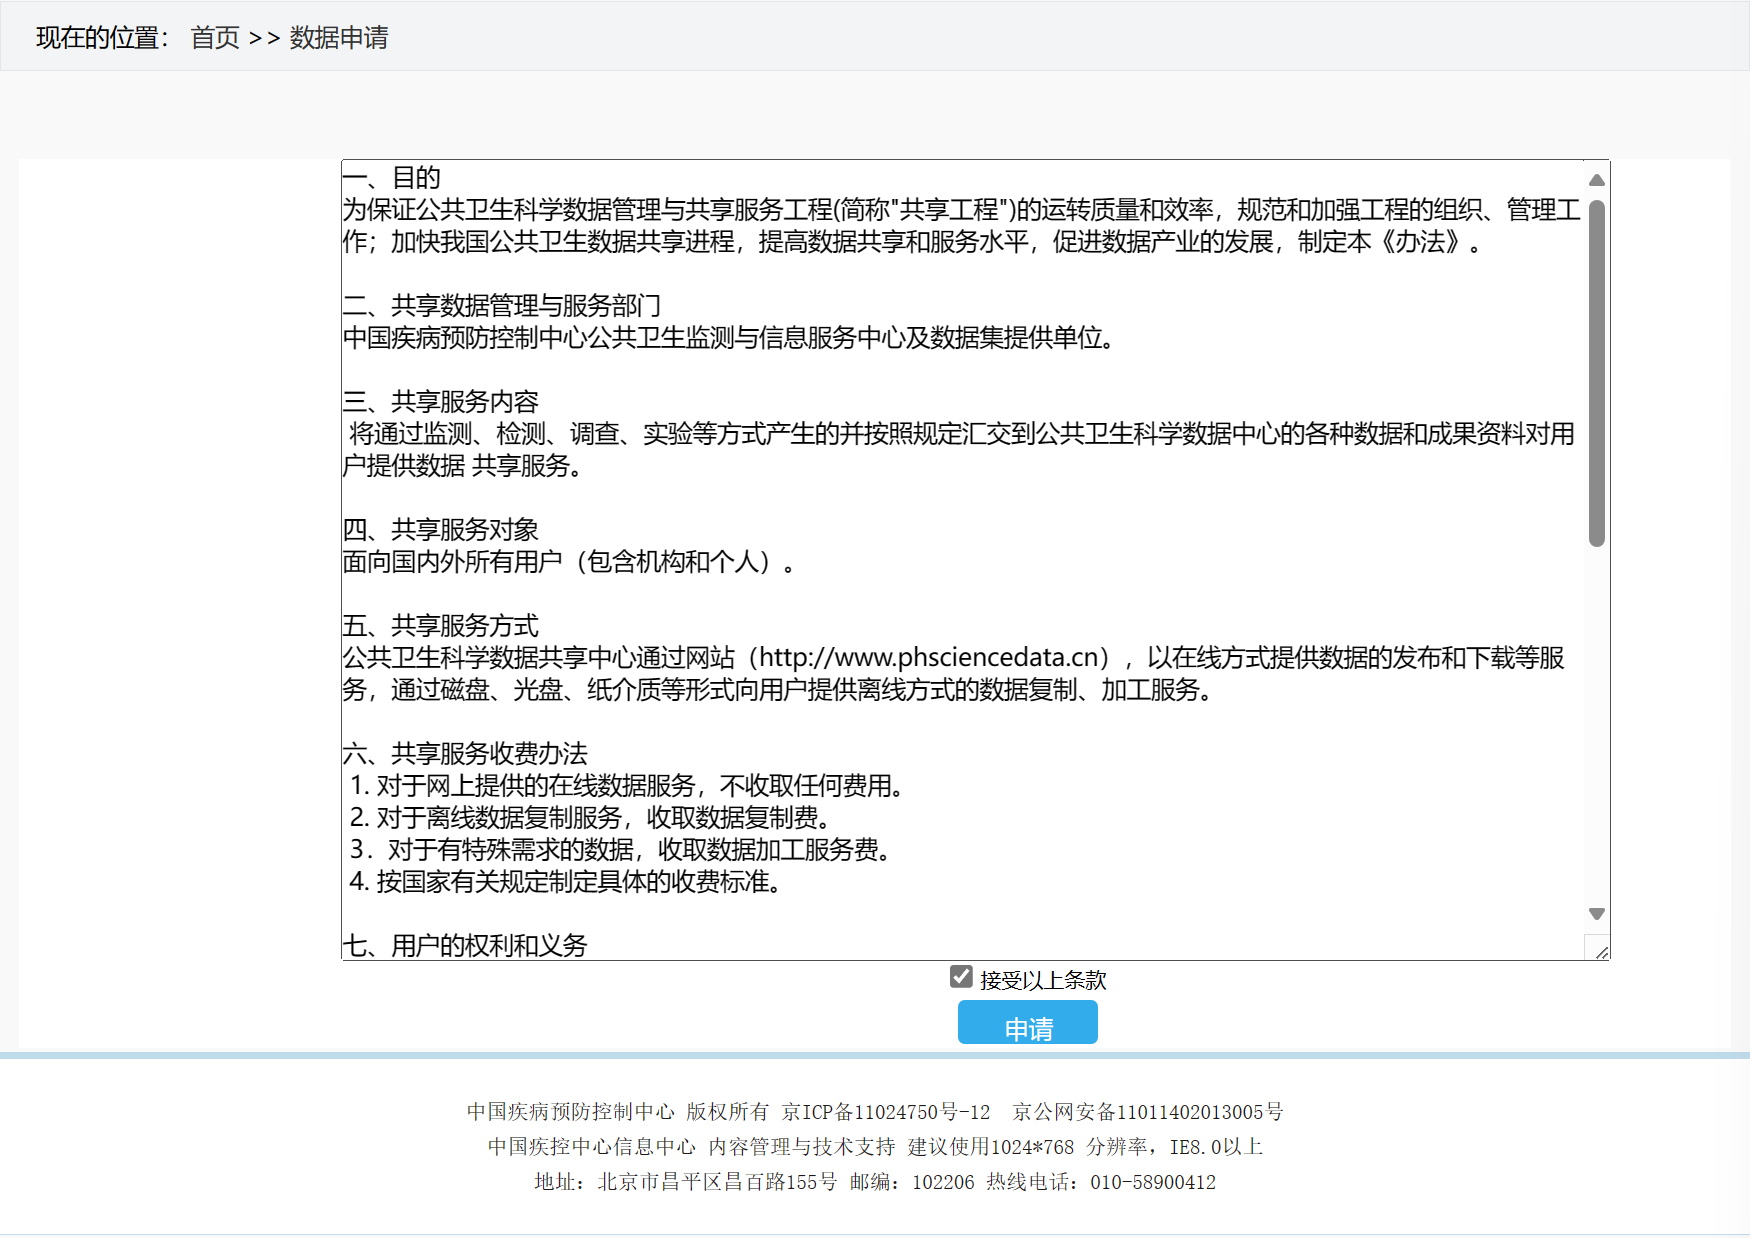 现在的位置： 首页 >> 数据申请
一、目的
为保证公共卫生科学数据管理与共享服务工程(简称"共享工程")的运转质量和效率，规范和加强工程的组织、管理工
作；加快我国公共卫生数据共享进程，提高数据共享和服务水平，促进数据产业的发展，制定本《办法》。
二、共享数据管理与服务部门
中国疾病预防控制中心公共卫生监测与信息服务中心及数据集提供单位。
三、共享服务内容
将通过监测、检测、调查、实验等方式产生的并按照规定汇交到公共卫生科学数据中心的各种数据和成果资料对用
户提供数据 共享服务。
四、共享服务对象
面向国内外所有用户（包含机构和个人）。
五、共享服务方式
公共卫生科学数据共享中心通过网站（http://www.phsciencedata.cn），以在线方式提供数据的发布和下载等服
务，通过磁盘、光盘、纸介质等形式向用户提供离线方式的数据复制、加工服务。
六、共享服务收费办法
1. 对于网上提供的在线数据服务，不收取任何费用。
2. 对于离线数据复制服务，收取数据复制费。
3．对于有特殊需求的数据，收取数据加工服务费。
4. 按国家有关规定制定具体的收费标准。
七、用户的权利和义务
接受以上条款
申请
中国疾病预防控制中心 版权所有 京ICP备11024750号-12 京公网安备11011402013005号
中国疾控中心信息中心 内容管理与技术支持 建议使用1024*768 分辨率，IE8.0以上
地址：北京市昌平区昌百路155号 邮编：102206 热线电话：010-58900412